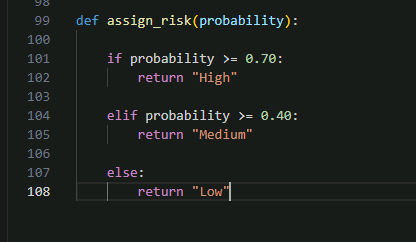 98
99 def assign_risk(probability):
100
101     if probability >= 0.70:
102         return "High"
103
104     elif probability >= 0.40:
105         return "Medium"
106
107     else:
108         return "Low"